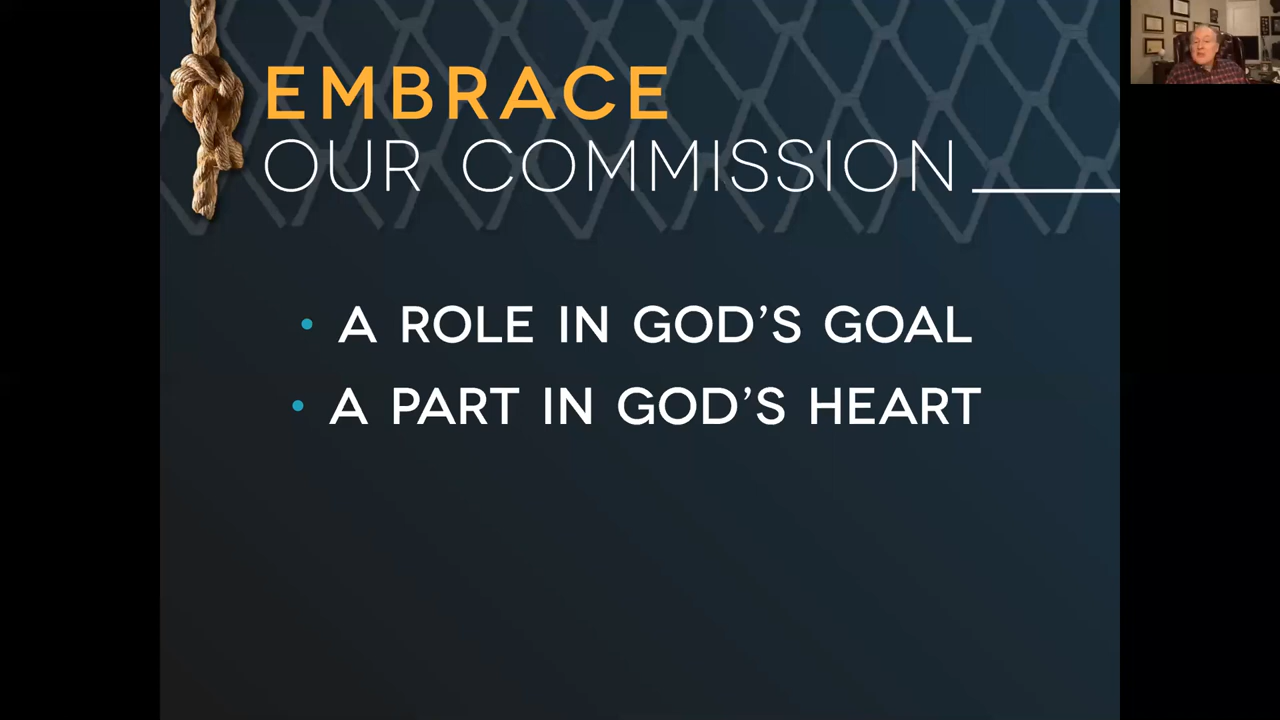 EMBRACE
OUR COMMISSION
• A ROLE IN GOD'S GOAL
• A PART IN GOD'S HEART